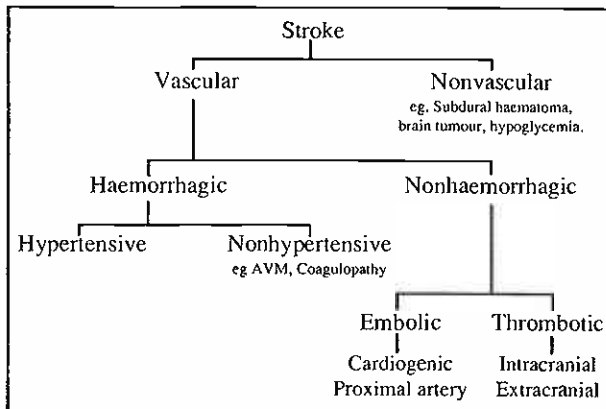 Stroke
Vascular
Nonvascular
eg. Subdural haematoma,
brain tumour, hypoglycemia.
Haemorrhagic
Nonhaemorrhagic
Hypertensive
Nonhypertensive
eg AVM, Coagulopathy
Embolic
Thrombotic
Cardiogenic
Proximal artery
Intracranial
Extracranial